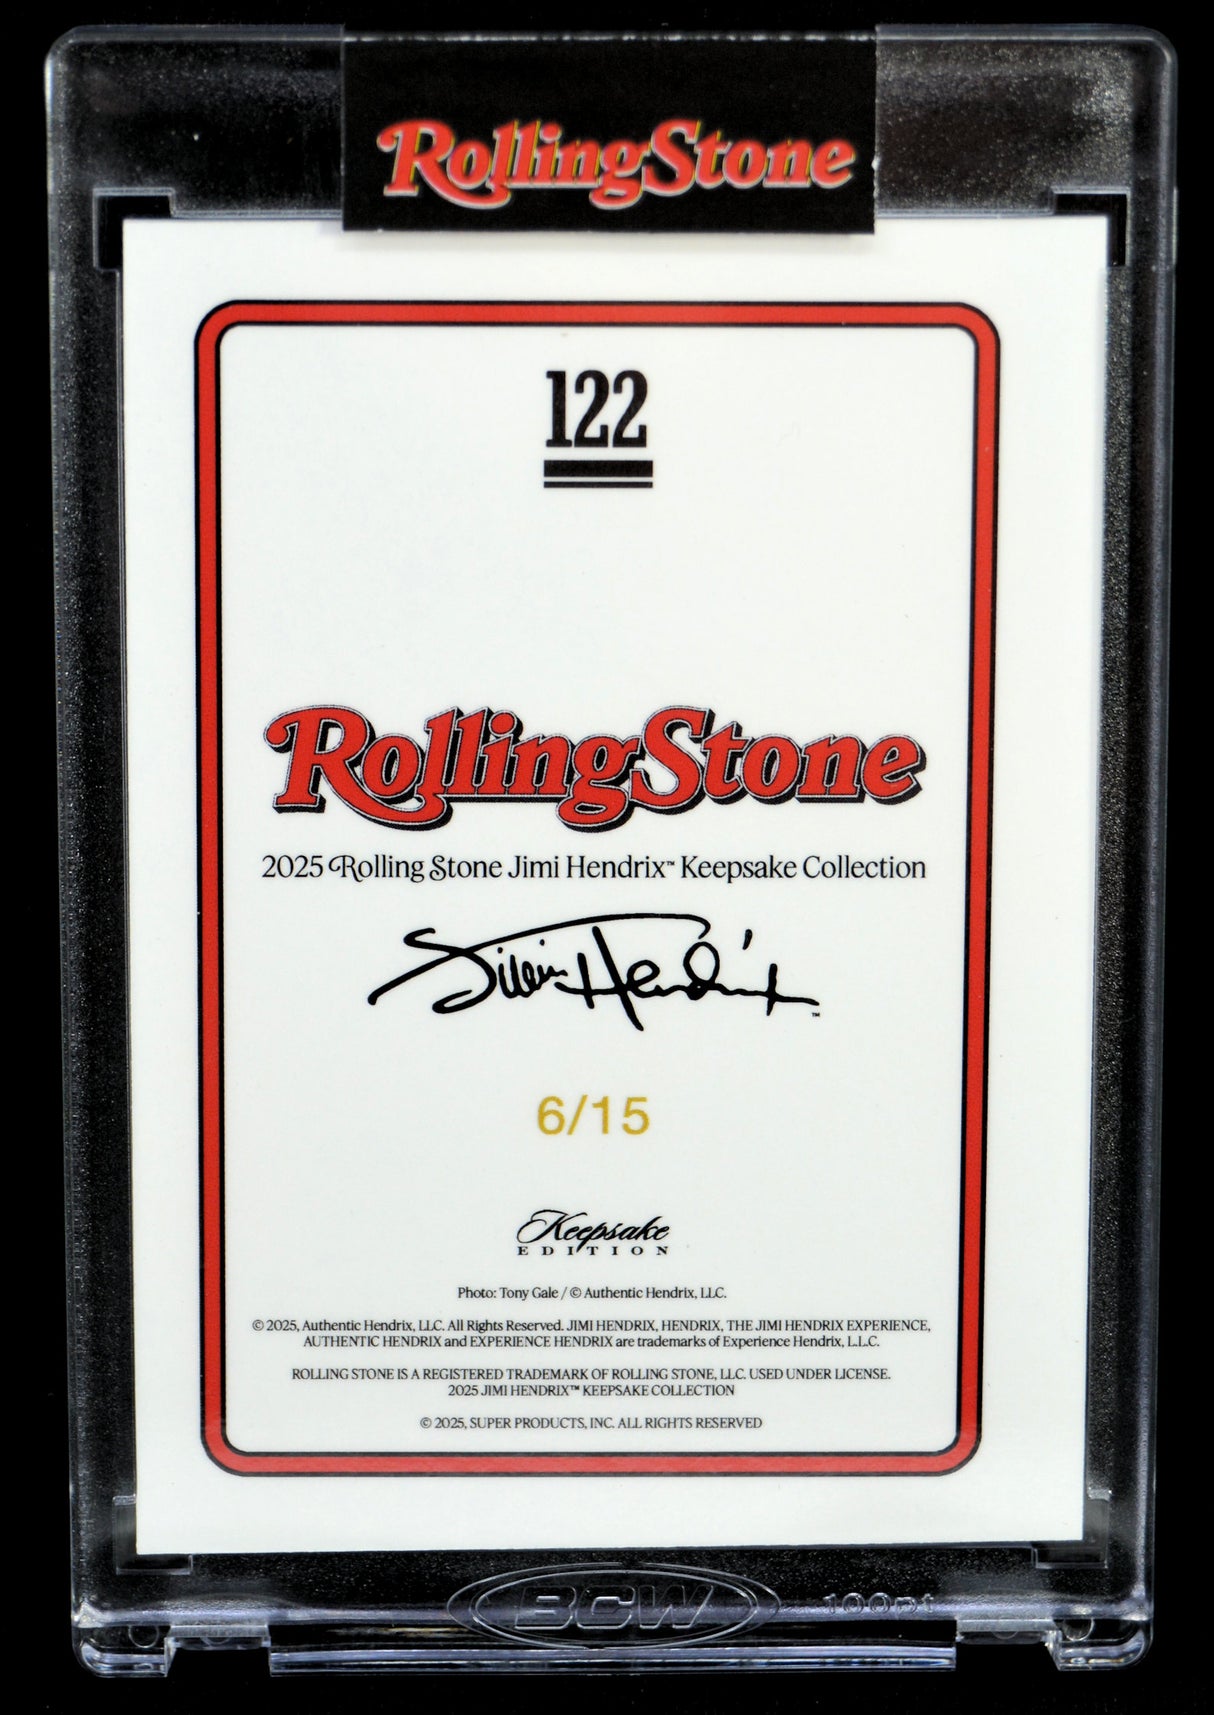 RollingStone
122
RollingStone
2025 Rolling Stone Jimi Hendrix™ Keepsake Collection
Jimi Hendrix™
6/15
Keepsake
EDITION
Photo: Tony Gale / © Authentic Hendrix, LLC.
© 2025, Authentic Hendrix, LLC. All Rights Reserved. JIMI HENDRIX, HENDRIX, THE JIMI HENDRIX EXPERIENCE,
AUTHENTIC HENDRIX and EXPERIENCE HENDRIX are trademarks of Experience Hendrix, L.L.C.
ROLLING STONE IS A REGISTERED TRADEMARK OF ROLLING STONE, LLC. USED UNDER LICENSE.
2025 JIMI HENDRIX™ KEEPSAKE COLLECTION
© 2025, SUPER PRODUCTS, INC. ALL RIGHTS RESERVED
BCW 100pt